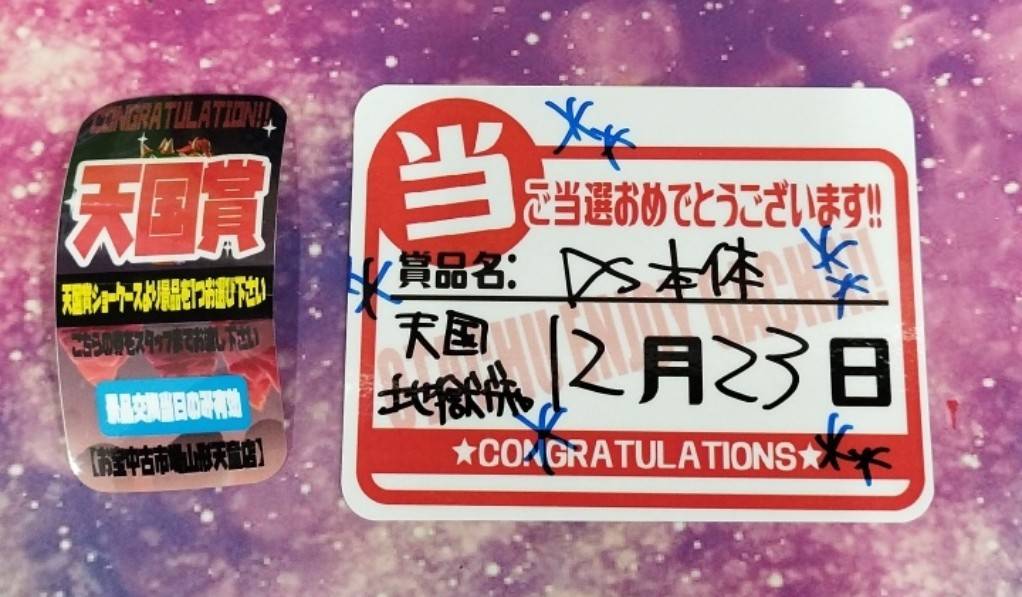 CONGRATULATION!!
天国賞
天国賞ショーケースより景品を1つお選び下さい
こちらの券をスタッフまでお渡し下さい
景品交換当日のみ有効
【お宝中古市場山形天童店】
当
ご当選おめでとうございます!!
賞品名:
DS本体
天国
地獄旅。
12月23日
★CONGRATULATIONS★